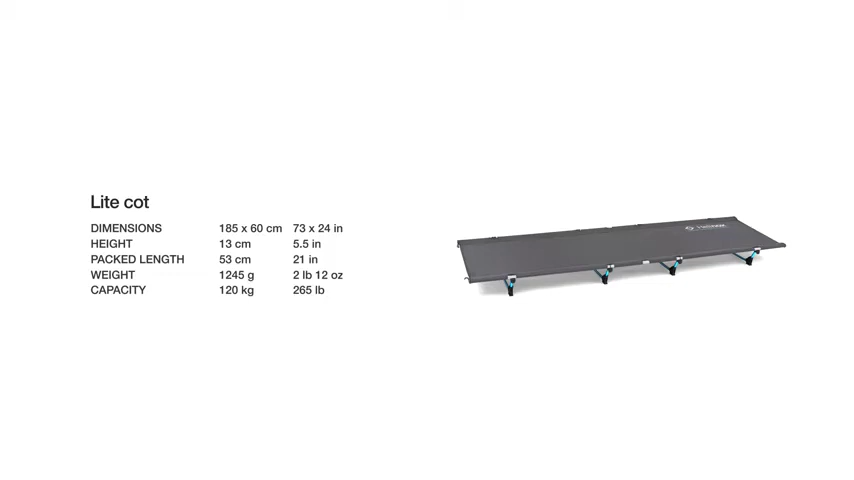 Lite cot
DIMENSIONS 185 x 60 cm 73 x 24 in
HEIGHT 13 cm 5.5 in
PACKED LENGTH 53 cm 21 in
WEIGHT 1245 g 2 lb 12 oz
CAPACITY 120 kg 265 lb